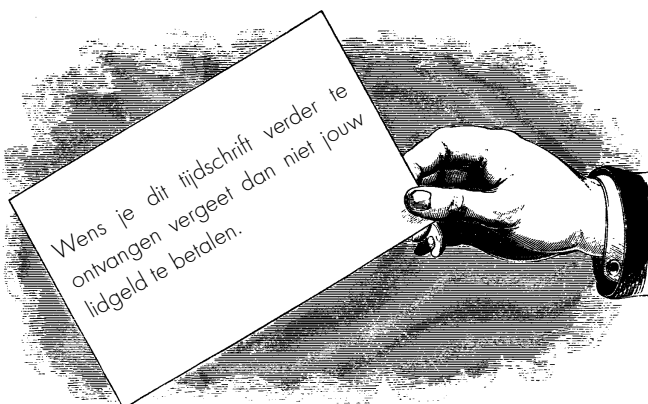 Wens je dit tijdschrift verder te
ontvangen vergeet dan niet jouw
lidgeld te betalen.